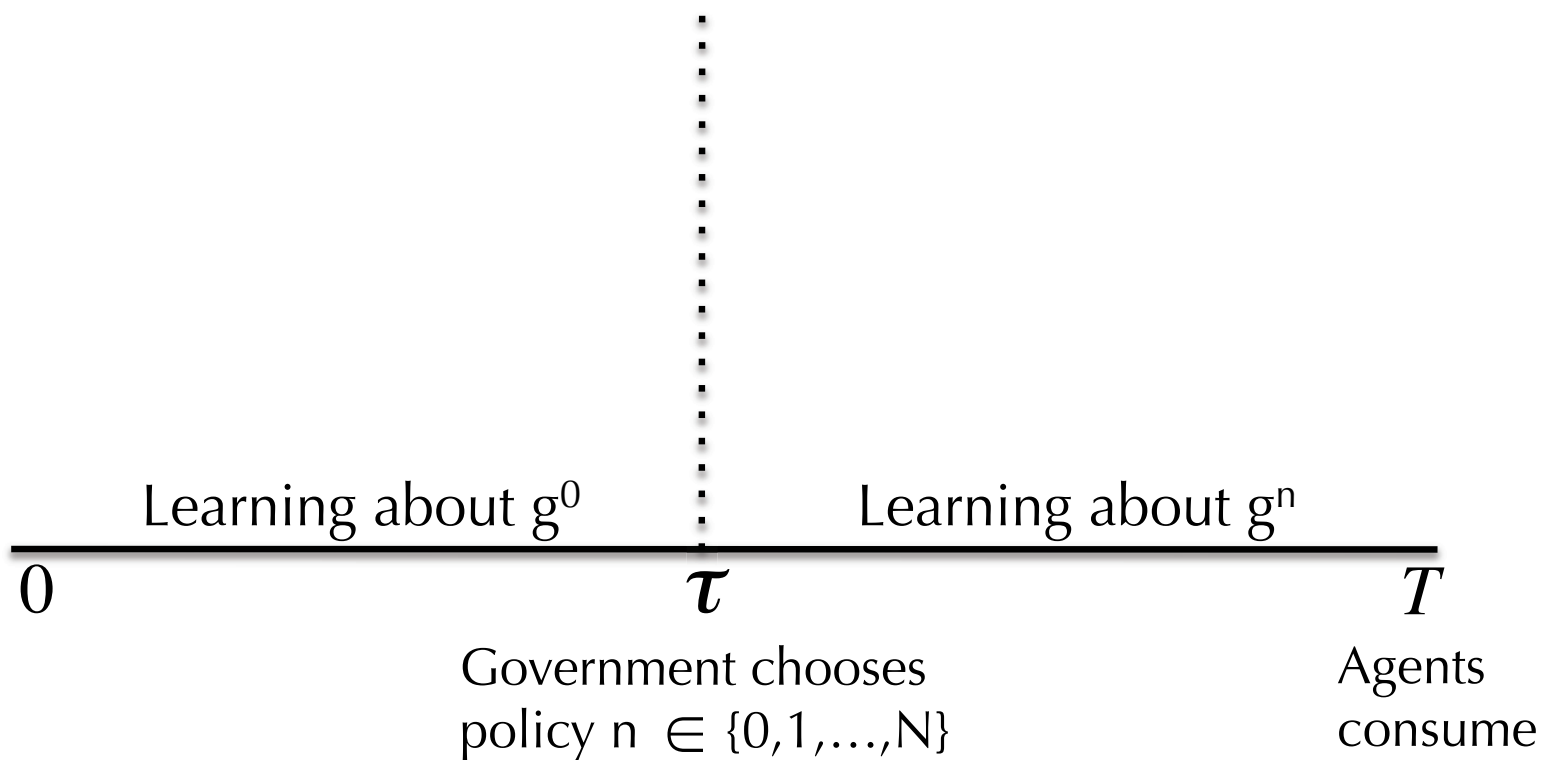 Learning about g⁰
Learning about gⁿ
0
τ
T
Government chooses
policy n ∈ {0,1,...,N}
Agents
consume